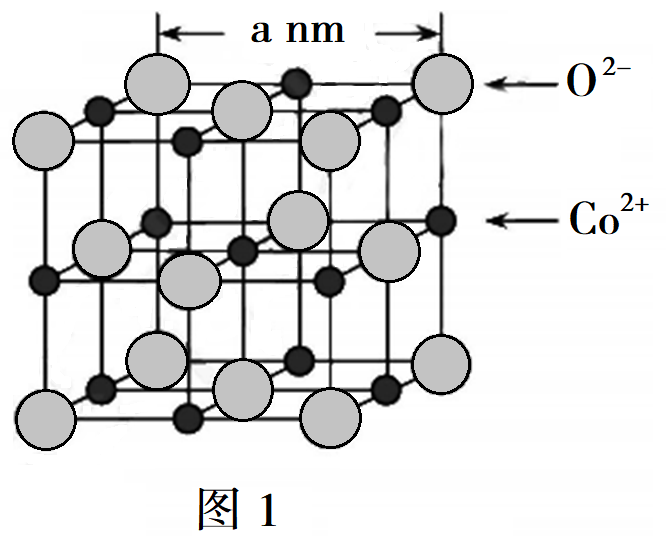 a nm
O²⁻
Co²⁺
图 1